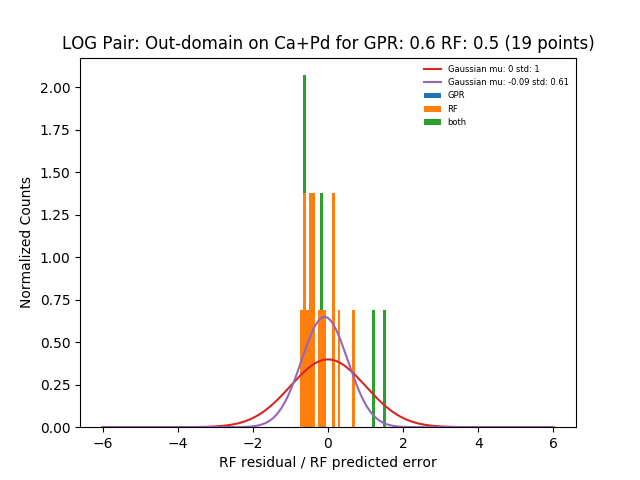 LOG Pair: Out-domain on Ca+Pd for GPR: 0.6 RF: 0.5 (19 points)
Gaussian mu: 0 std: 1
Gaussian mu: -0.09 std: 0.61
GPR
RF
both
Normalized Counts
2.00
1.75
1.50
1.25
1.00
0.75
0.50
0.25
0.00
−6 −4 −2 0 2 4 6
RF residual / RF predicted error